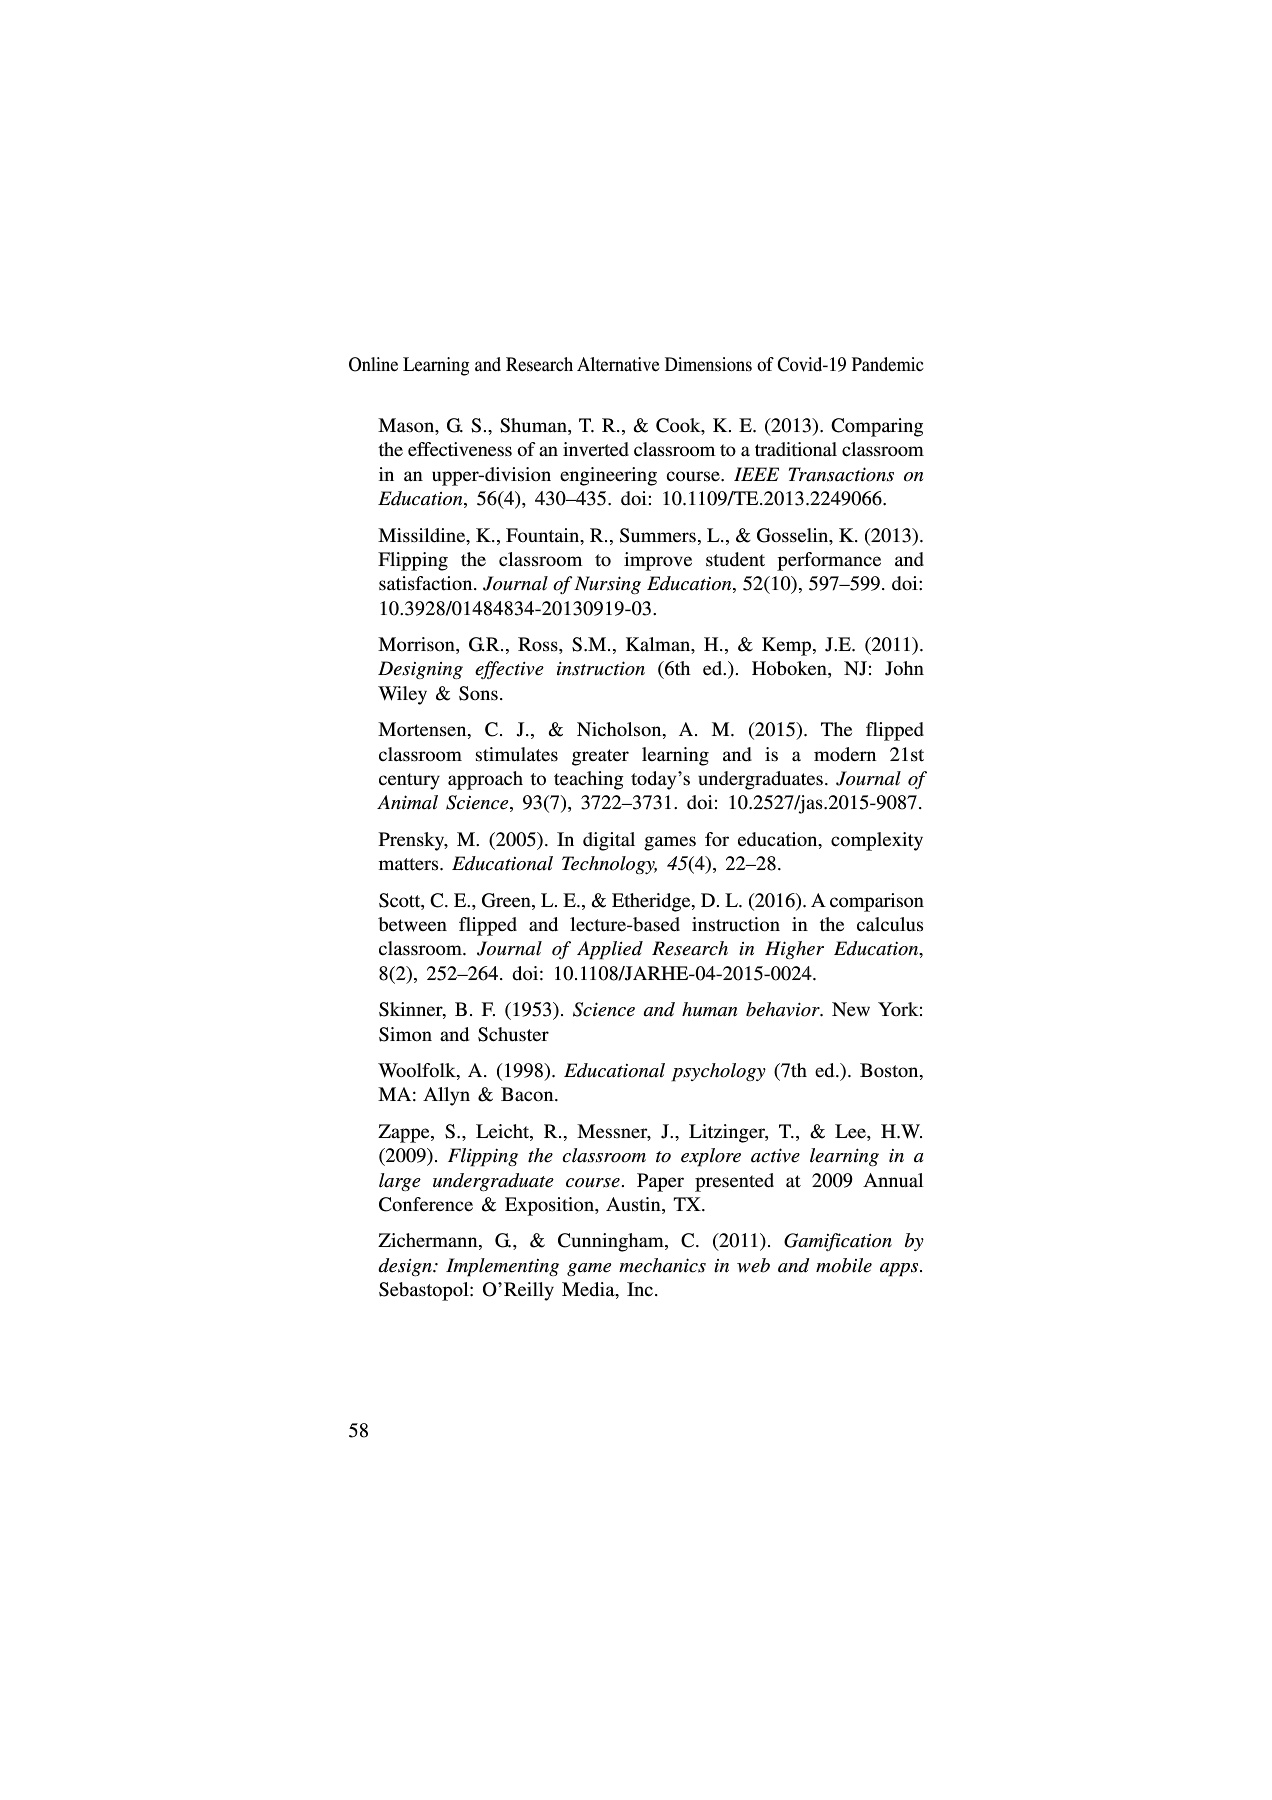 Online Learning and Research Alternative Dimensions of Covid-19 Pandemic
Mason, G. S., Shuman, T. R., & Cook, K. E. (2013). Comparing
the effectiveness of an inverted classroom to a traditional classroom
in an upper-division engineering course. IEEE Transactions on
Education, 56(4), 430–435. doi: 10.1109/TE.2013.2249066.
Missildine, K., Fountain, R., Summers, L., & Gosselin, K. (2013).
Flipping the classroom to improve student performance and
satisfaction. Journal of Nursing Education, 52(10), 597–599. doi:
10.3928/01484834-20130919-03.
Morrison, G.R., Ross, S.M., Kalman, H., & Kemp, J.E. (2011).
Designing effective instruction (6th ed.). Hoboken, NJ: John
Wiley & Sons.
Mortensen, C. J., & Nicholson, A. M. (2015). The flipped
classroom stimulates greater learning and is a modern 21st
century approach to teaching today’s undergraduates. Journal of
Animal Science, 93(7), 3722–3731. doi: 10.2527/jas.2015-9087.
Prensky, M. (2005). In digital games for education, complexity
matters. Educational Technology, 45(4), 22–28.
Scott, C. E., Green, L. E., & Etheridge, D. L. (2016). A comparison
between flipped and lecture-based instruction in the calculus
classroom. Journal of Applied Research in Higher Education,
8(2), 252–264. doi: 10.1108/JARHE-04-2015-0024.
Skinner, B. F. (1953). Science and human behavior. New York:
Simon and Schuster
Woolfolk, A. (1998). Educational psychology (7th ed.). Boston,
MA: Allyn & Bacon.
Zappe, S., Leicht, R., Messner, J., Litzinger, T., & Lee, H.W.
(2009). Flipping the classroom to explore active learning in a
large undergraduate course. Paper presented at 2009 Annual
Conference & Exposition, Austin, TX.
Zichermann, G., & Cunningham, C. (2011). Gamification by
design: Implementing game mechanics in web and mobile apps.
Sebastopol: O’Reilly Media, Inc.
58